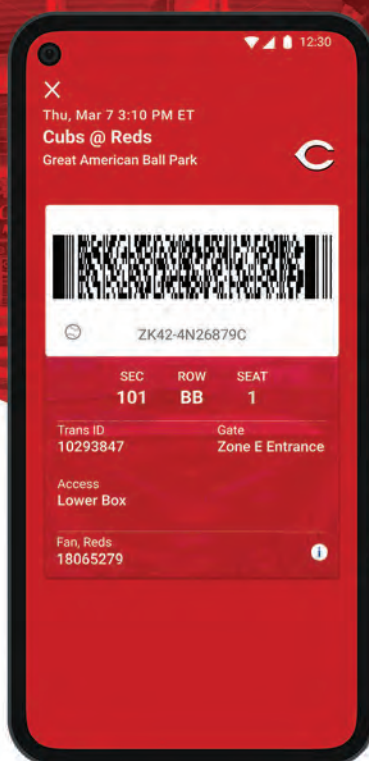 12:30
Thu, Mar 7 3:10 PM ET
Cubs @ Reds
Great American Ball Park
C
ZK42-4N26879C
SEC ROW SEAT
101 BB 1
Trans ID Gate
10293847 Zone E Entrance
Access
Lower Box
Fan, Reds
18065279